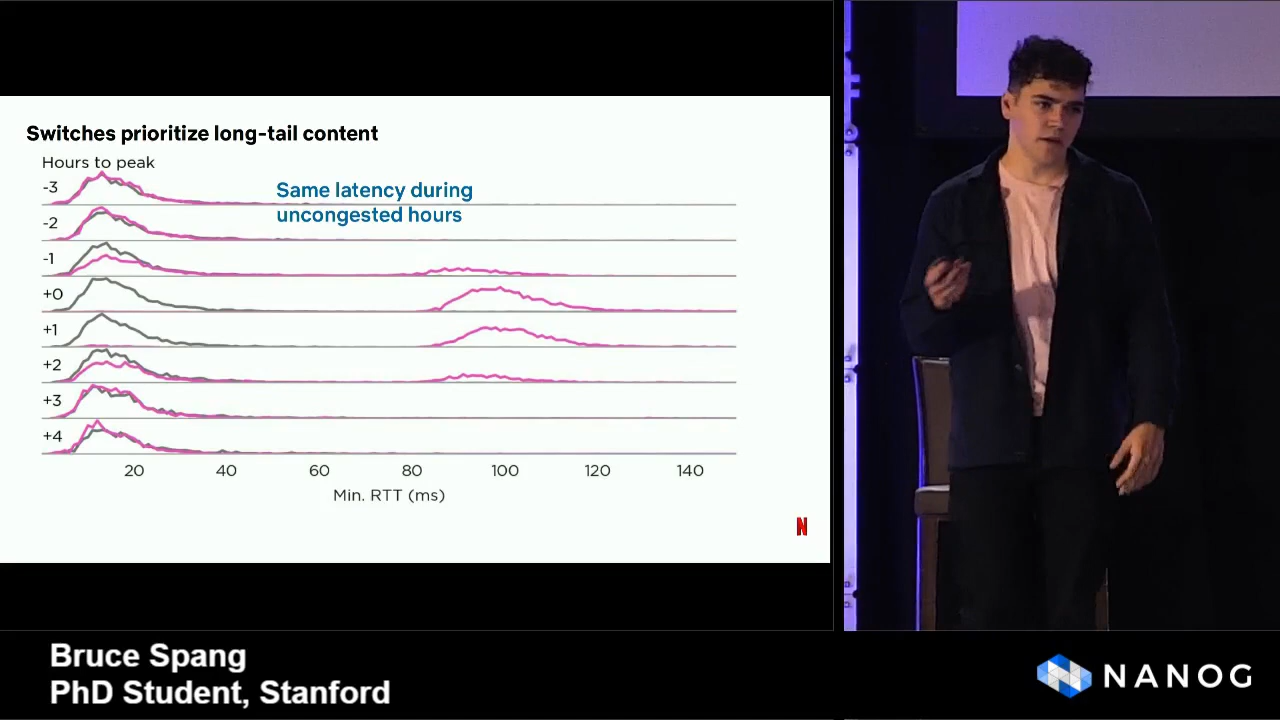 Switches prioritize long-tail content
Hours to peak
-3
Same latency during
uncongested hours
-2
-1
+0
+1
+2
+3
+4
20 40 60 80 100 120 140
Min. RTT (ms)
N
Bruce Spang
PhD Student, Stanford
NANOG